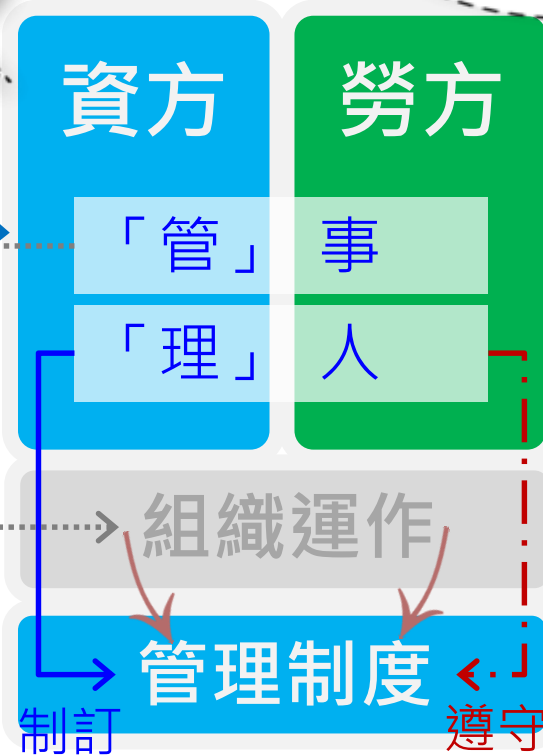 資方 勞方
「管」 事
「理」 人
組織運作
管理制度
制訂 遵守